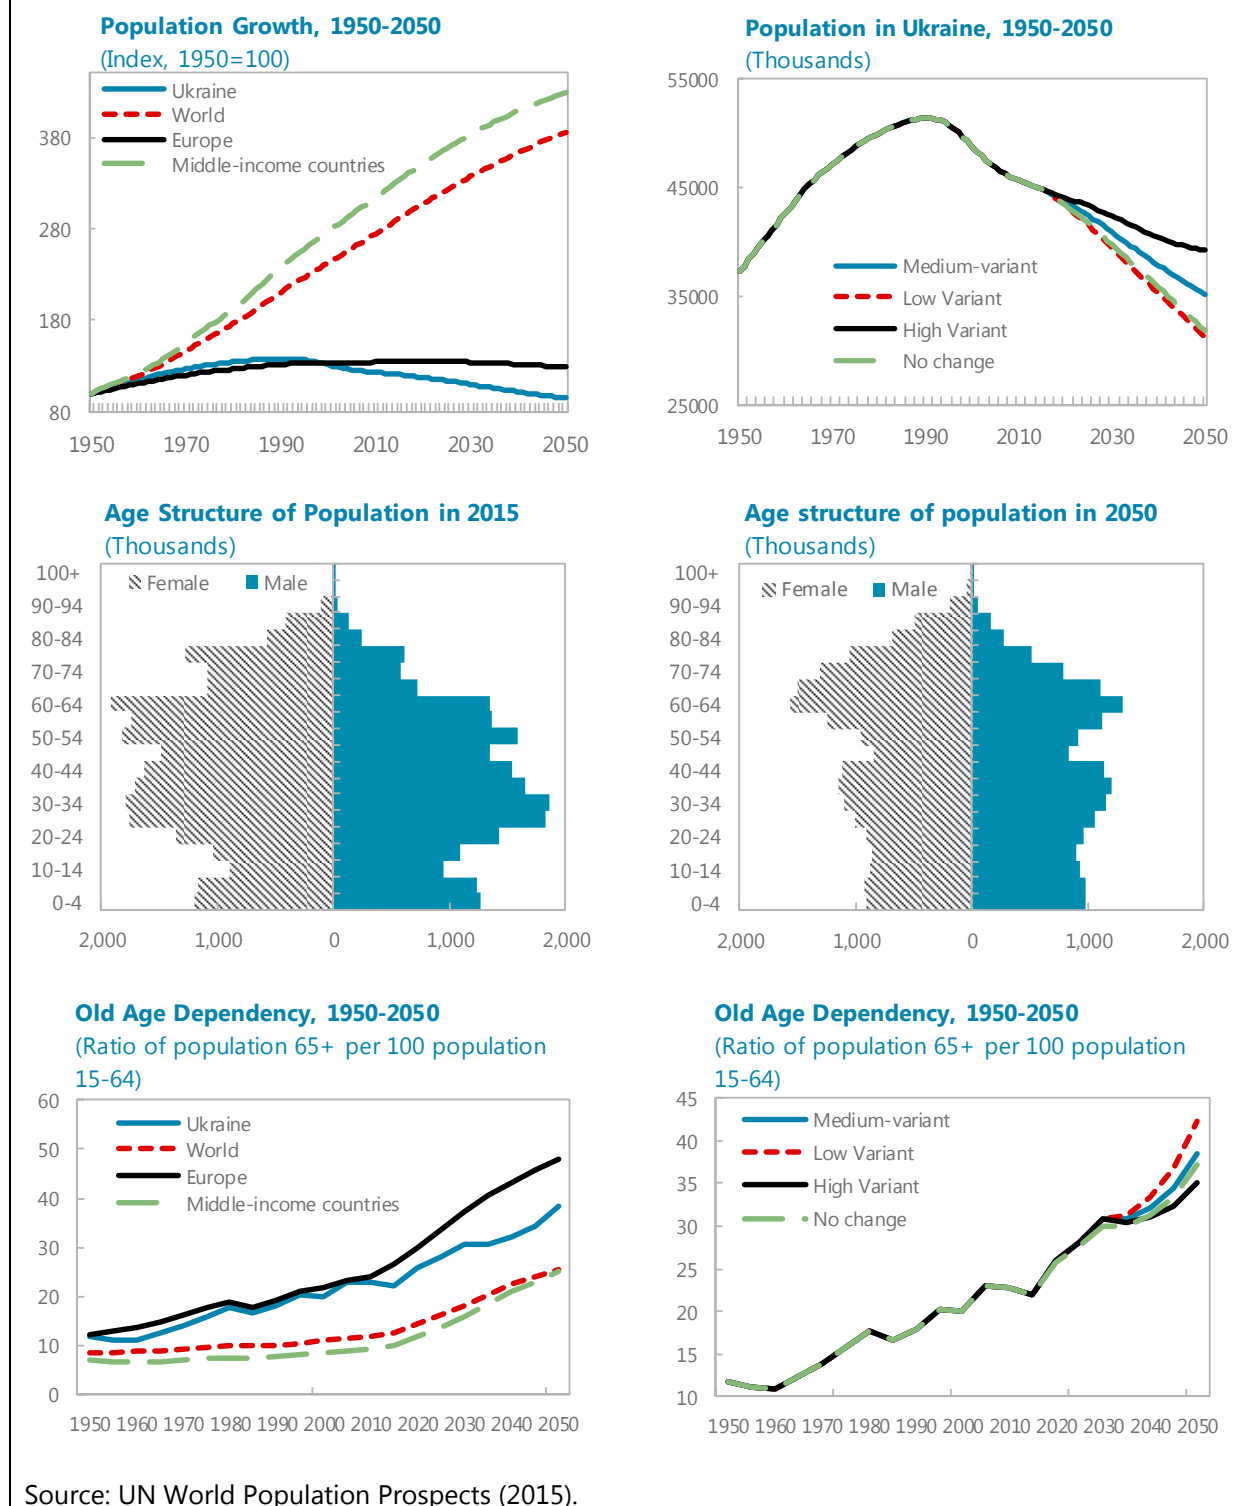 Population Growth, 1950-2050
(Index, 1950=100)
Ukraine
World
Europe
Middle-income countries
380
280
180
80
1950 1970 1990 2010 2030 2050
Population in Ukraine, 1950-2050
(Thousands)
55000
45000
35000
25000
Medium-variant
Low Variant
High Variant
No change
1950 1970 1990 2010 2030 2050
Age Structure of Population in 2015
(Thousands)
Female Male
100+
90-94
80-84
70-74
60-64
50-54
40-44
30-34
20-24
10-14
0-4
2,000 1,000 0 1,000 2,000
Age structure of population in 2050
(Thousands)
Female Male
100+
90-94
80-84
70-74
60-64
50-54
40-44
30-34
20-24
10-14
0-4
2,000 1,000 0 1,000 2,000
Old Age Dependency, 1950-2050
(Ratio of population 65+ per 100 population
15-64)
60
50
40
30
20
10
0
Ukraine
World
Europe
Middle-income countries
1950 1960 1970 1980 1990 2000 2010 2030 2040 2050
Old Age Dependency, 1950-2050
(Ratio of population 65+ per 100 population
15-64)
45
40
35
30
25
20
15
10
Medium-variant
Low Variant
High Variant
No change
1950 1960 1970 1980 1990 2000 2010 2020 2030 2040 2050
Source: UN World Population Prospects (2015).